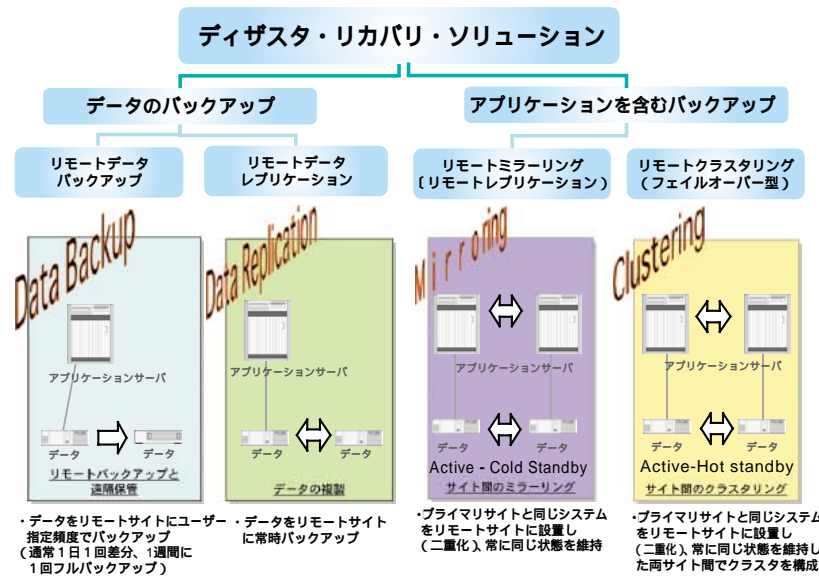 ディザスタ・リカバリ・ソリューション
データのバックアップ
アプリケーションを含むバックアップ
リモートデータ
バックアップ
リモートデータ
レプリケーション
リモートミラーリング
（リモートレプリケーション）
リモートクラスタリング
（フェイルオーバー型）
Data Backup
アプリケーションサーバ
データ
データ
リモートバックアップと
遠隔保管
・データをリモートサイトにユーザー
指定頻度でバックアップ
（通常１日１回差分、1週間に
１回フルバックアップ）
Data Replication
アプリケーションサーバ
データ
データ
データの複製
・データをリモートサイト
に常時バックアップ
Mirroring
アプリケーションサーバ
データ
データ
Active - Cold Standby
サイト間のミラーリング
・プライマリサイトと同じシステム
をリモートサイトに設置し
（二重化）、常に同じ状態を維持
Clustering
アプリケーションサーバ
データ
データ
Active-Hot standby
サイト間のクラスタリング
・プライマリサイトと同じシステム
をリモートサイトに設置し
（二重化）、常に同じ状態を維持し
た両サイト間でクラスタを構成